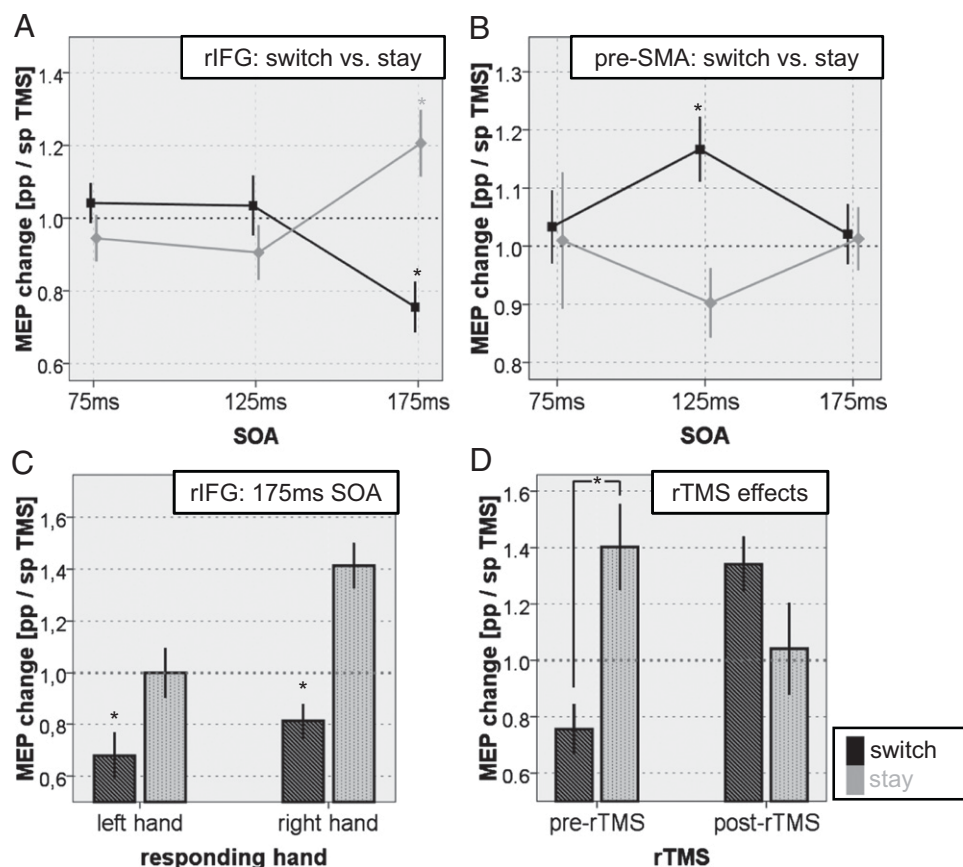 A
rIFG: switch vs. stay
MEP change [pp / sp TMS]
1.4
1.2
1.0
0.8
0.6
*
*
75ms
125ms
175ms
SOA
B
pre-SMA: switch vs. stay
MEP change [pp / sp TMS]
1.3
1.2
1.1
1.0
0.9
0.8
*
75ms
125ms
175ms
SOA
C
rIFG: 175ms SOA
MEP change [pp / sp TMS]
1,6
1,4
1,2
1,0
0,8
0,6
*
*
left hand
right hand
responding hand
D
rTMS effects
MEP change [pp / sp TMS]
1.6
1.4
1.2
1.0
0.8
0.6
*
pre-rTMS
post-rTMS
rTMS
switch
stay